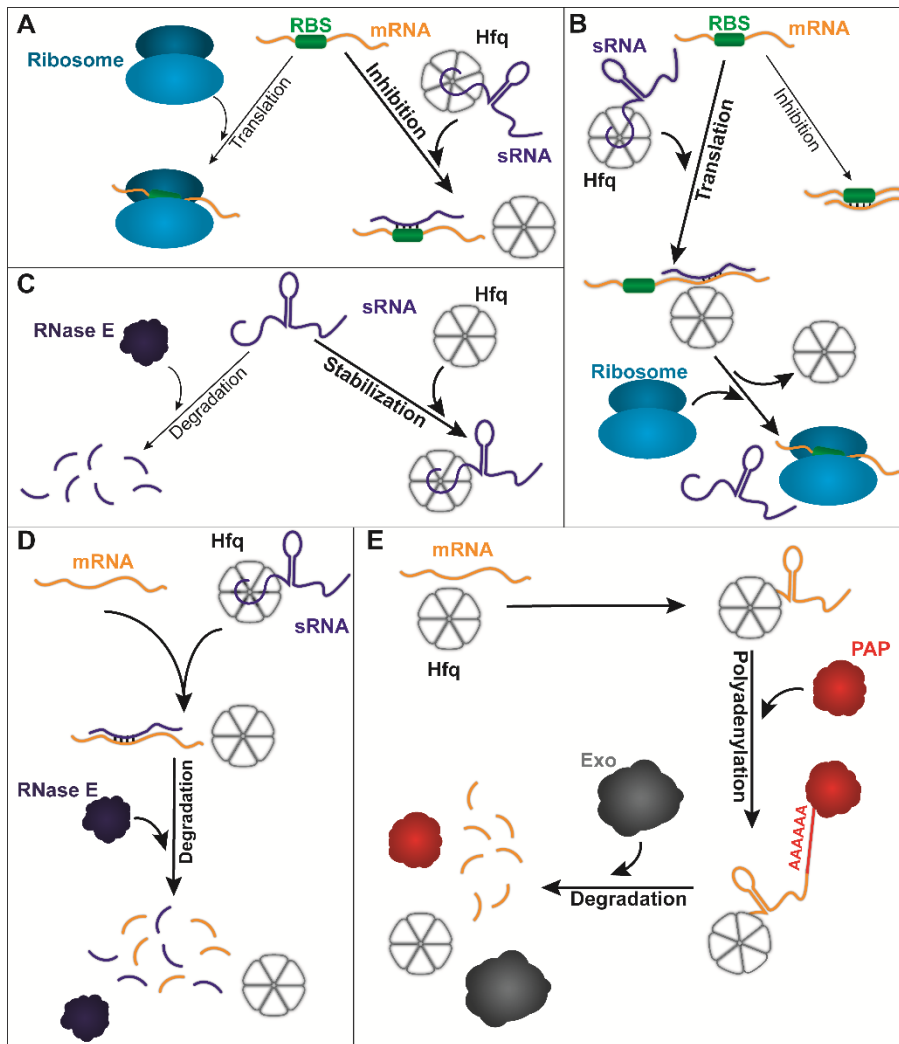 A
RBS
mRNA
Ribosome
Hfq
Translation
Inhibition
sRNA
B
RBS
mRNA
sRNA
Hfq
Translation
Inhibition
Ribosome
C
Hfq
sRNA
RNase E
Degradation
Stabilization
D
Hfq
mRNA
sRNA
RNase E
Degradation
E
mRNA
Hfq
PAP
Polyadenylation
Exo
AAAAAA
Degradation